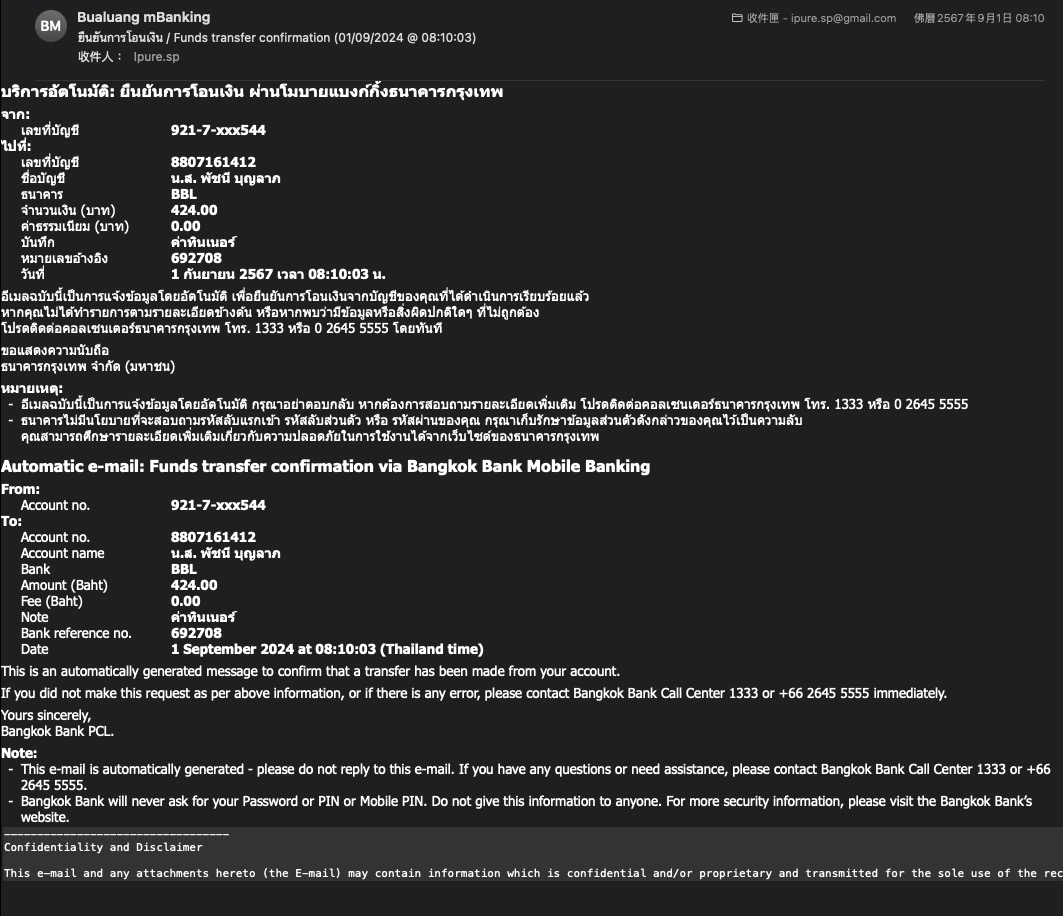 BM
Bualuang mBanking
收件匣 - ipure.sp@gmail.com 佛曆2567年9月1日 08:10
ยืนยันการโอนเงิน / Funds transfer confirmation (01/09/2024 @ 08:10:03)
收件人： Ipure.sp
บริการอัตโนมัติ: ยืนยันการโอนเงิน ผ่านโมบายแบงก์กิ้งธนาคารกรุงเทพ
จาก:
เลขที่บัญชี 921-7-xxx544
ไปที่:
เลขที่บัญชี 8807161412
ชื่อบัญชี น.ส. พัชนี บุญลาภ
ธนาคาร BBL
จำนวนเงิน (บาท) 424.00
ค่าธรรมเนียม (บาท) 0.00
บันทึก ค่าทินเนอร์
หมายเลขอ้างอิง 692708
วันที่ 1 กันยายน 2567 เวลา 08:10:03 น.
อีเมลฉบับนี้เป็นการแจ้งข้อมูลโดยอัตโนมัติ เพื่อยืนยันการโอนเงินจากบัญชีของคุณที่ได้ดำเนินการเรียบร้อยแล้ว
หากคุณไม่ได้ทำรายการตามรายละเอียดข้างต้น หรือหากพบว่ามีข้อมูลหรือสิ่งผิดปกติใดๆ ที่ไม่ถูกต้อง
โปรดติดต่อคอลเซนเตอร์ธนาคารกรุงเทพ โทร. 1333 หรือ 0 2645 5555 โดยทันที
ขอแสดงความนับถือ
ธนาคารกรุงเทพ จำกัด (มหาชน)
หมายเหตุ:
- อีเมลฉบับนี้เป็นการแจ้งข้อมูลโดยอัตโนมัติ กรุณาอย่าตอบกลับ หากต้องการสอบถามรายละเอียดเพิ่มเติม โปรดติดต่อคอลเซนเตอร์ธนาคารกรุงเทพ โทร. 1333 หรือ 0 2645 5555
- ธนาคารไม่มีนโยบายที่จะสอบถามรหัสลับแรกเข้า รหัสลับส่วนตัว หรือ รหัสผ่านของคุณ กรุณาเก็บรักษาข้อมูลส่วนตัวดังกล่าวของคุณไว้เป็นความลับ
คุณสามารถศึกษารายละเอียดเพิ่มเติมเกี่ยวกับความปลอดภัยในการใช้งานได้จากเว็บไซต์ของธนาคารกรุงเทพ
Automatic e-mail: Funds transfer confirmation via Bangkok Bank Mobile Banking
From:
Account no. 921-7-xxx544
To:
Account no. 8807161412
Account name น.ส. พัชนี บุญลาภ
Bank BBL
Amount (Baht) 424.00
Fee (Baht) 0.00
Note ค่าทินเนอร์
Bank reference no. 692708
Date 1 September 2024 at 08:10:03 (Thailand time)
This is an automatically generated message to confirm that a transfer has been made from your account.
If you did not make this request as per above information, or if there is any error, please contact Bangkok Bank Call Center 1333 or +66 2645 5555 immediately.
Yours sincerely,
Bangkok Bank PCL.
Note:
- This e-mail is automatically generated - please do not reply to this e-mail. If you have any questions or need assistance, please contact Bangkok Bank Call Center 1333 or +66
2645 5555.
- Bangkok Bank will never ask for your Password or PIN or Mobile PIN. Do not give this information to anyone. For more security information, please visit the Bangkok Bank's
website.
-----------------------------------
Confidentiality and Disclaimer
This e-mail and any attachments hereto (the E-mail) may contain information which is confidential and/or proprietary and transmitted for the sole use of the rec